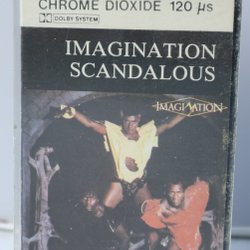 CHROME DIOXIDE 120 µs
DOLBY SYSTEM
IMAGINATION
SCANDALOUS
IMAGINATION